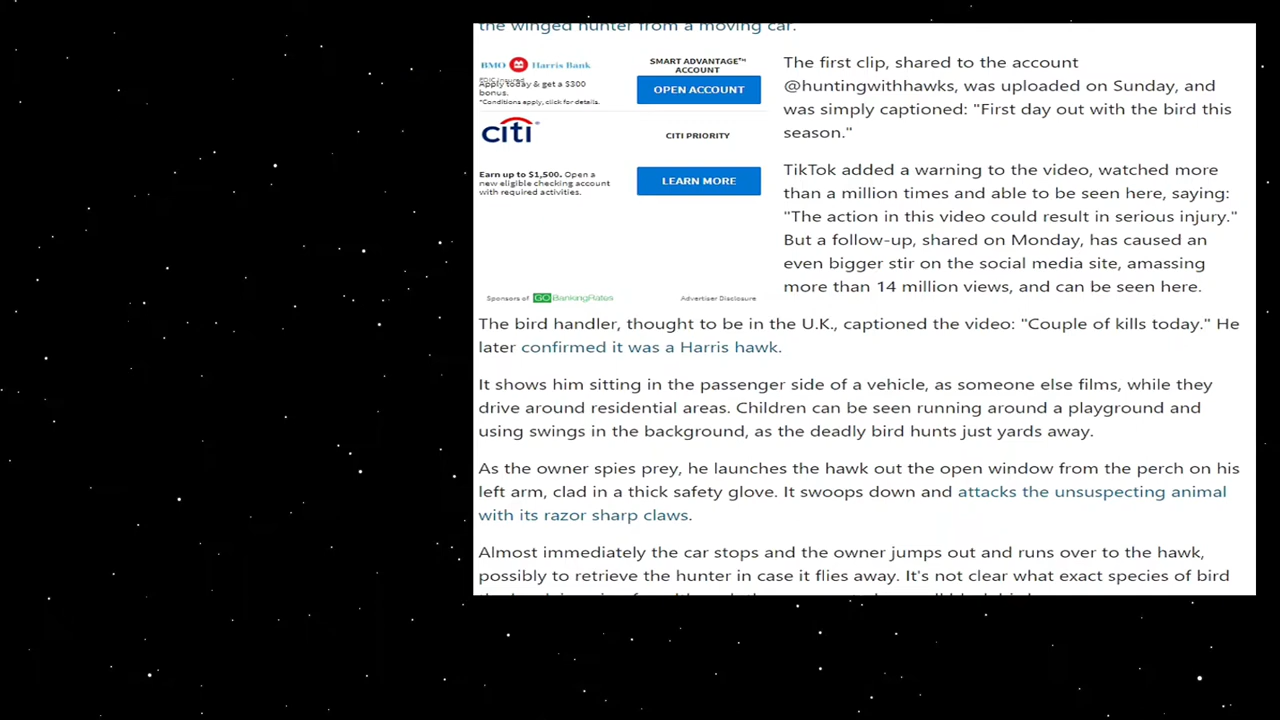 the winged hunter from a moving car.
BMO Harris Bank
Apply today & get a $300
bonus.
*Conditions apply, click for details.
SMART ADVANTAGE™
ACCOUNT
OPEN ACCOUNT
citi
CITI PRIORITY
Earn up to $1,500. Open a
new eligible checking account
with required activities.
LEARN MORE
Sponsors of GOBankingRates
Advertiser Disclosure
The first clip, shared to the account
@huntingwithhawks, was uploaded on Sunday, and
was simply captioned: "First day out with the bird this
season."
TikTok added a warning to the video, watched more
than a million times and able to be seen here, saying:
"The action in this video could result in serious injury."
But a follow-up, shared on Monday, has caused an
even bigger stir on the social media site, amassing
more than 14 million views, and can be seen here.
The bird handler, thought to be in the U.K., captioned the video: "Couple of kills today." He
later confirmed it was a Harris hawk.
It shows him sitting in the passenger side of a vehicle, as someone else films, while they
drive around residential areas. Children can be seen running around a playground and
using swings in the background, as the deadly bird hunts just yards away.
As the owner spies prey, he launches the hawk out the open window from the perch on his
left arm, clad in a thick safety glove. It swoops down and attacks the unsuspecting animal
with its razor sharp claws.
Almost immediately the car stops and the owner jumps out and runs over to the hawk,
possibly to retrieve the hunter in case it flies away. It's not clear what exact species of bird